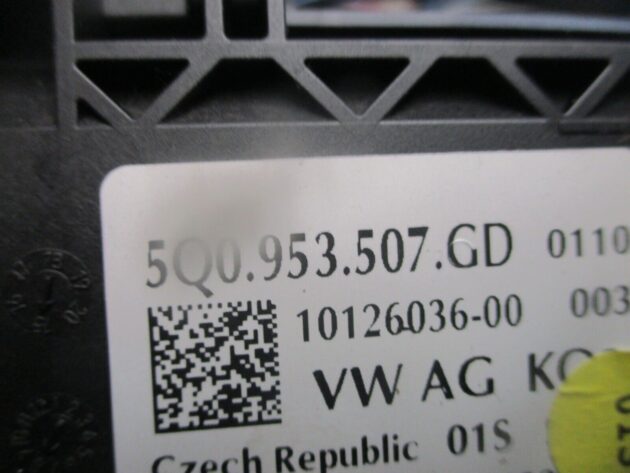 5Q0.953.507.GD 0110
10126036-00 003
VW AG
Czech Republic 01S